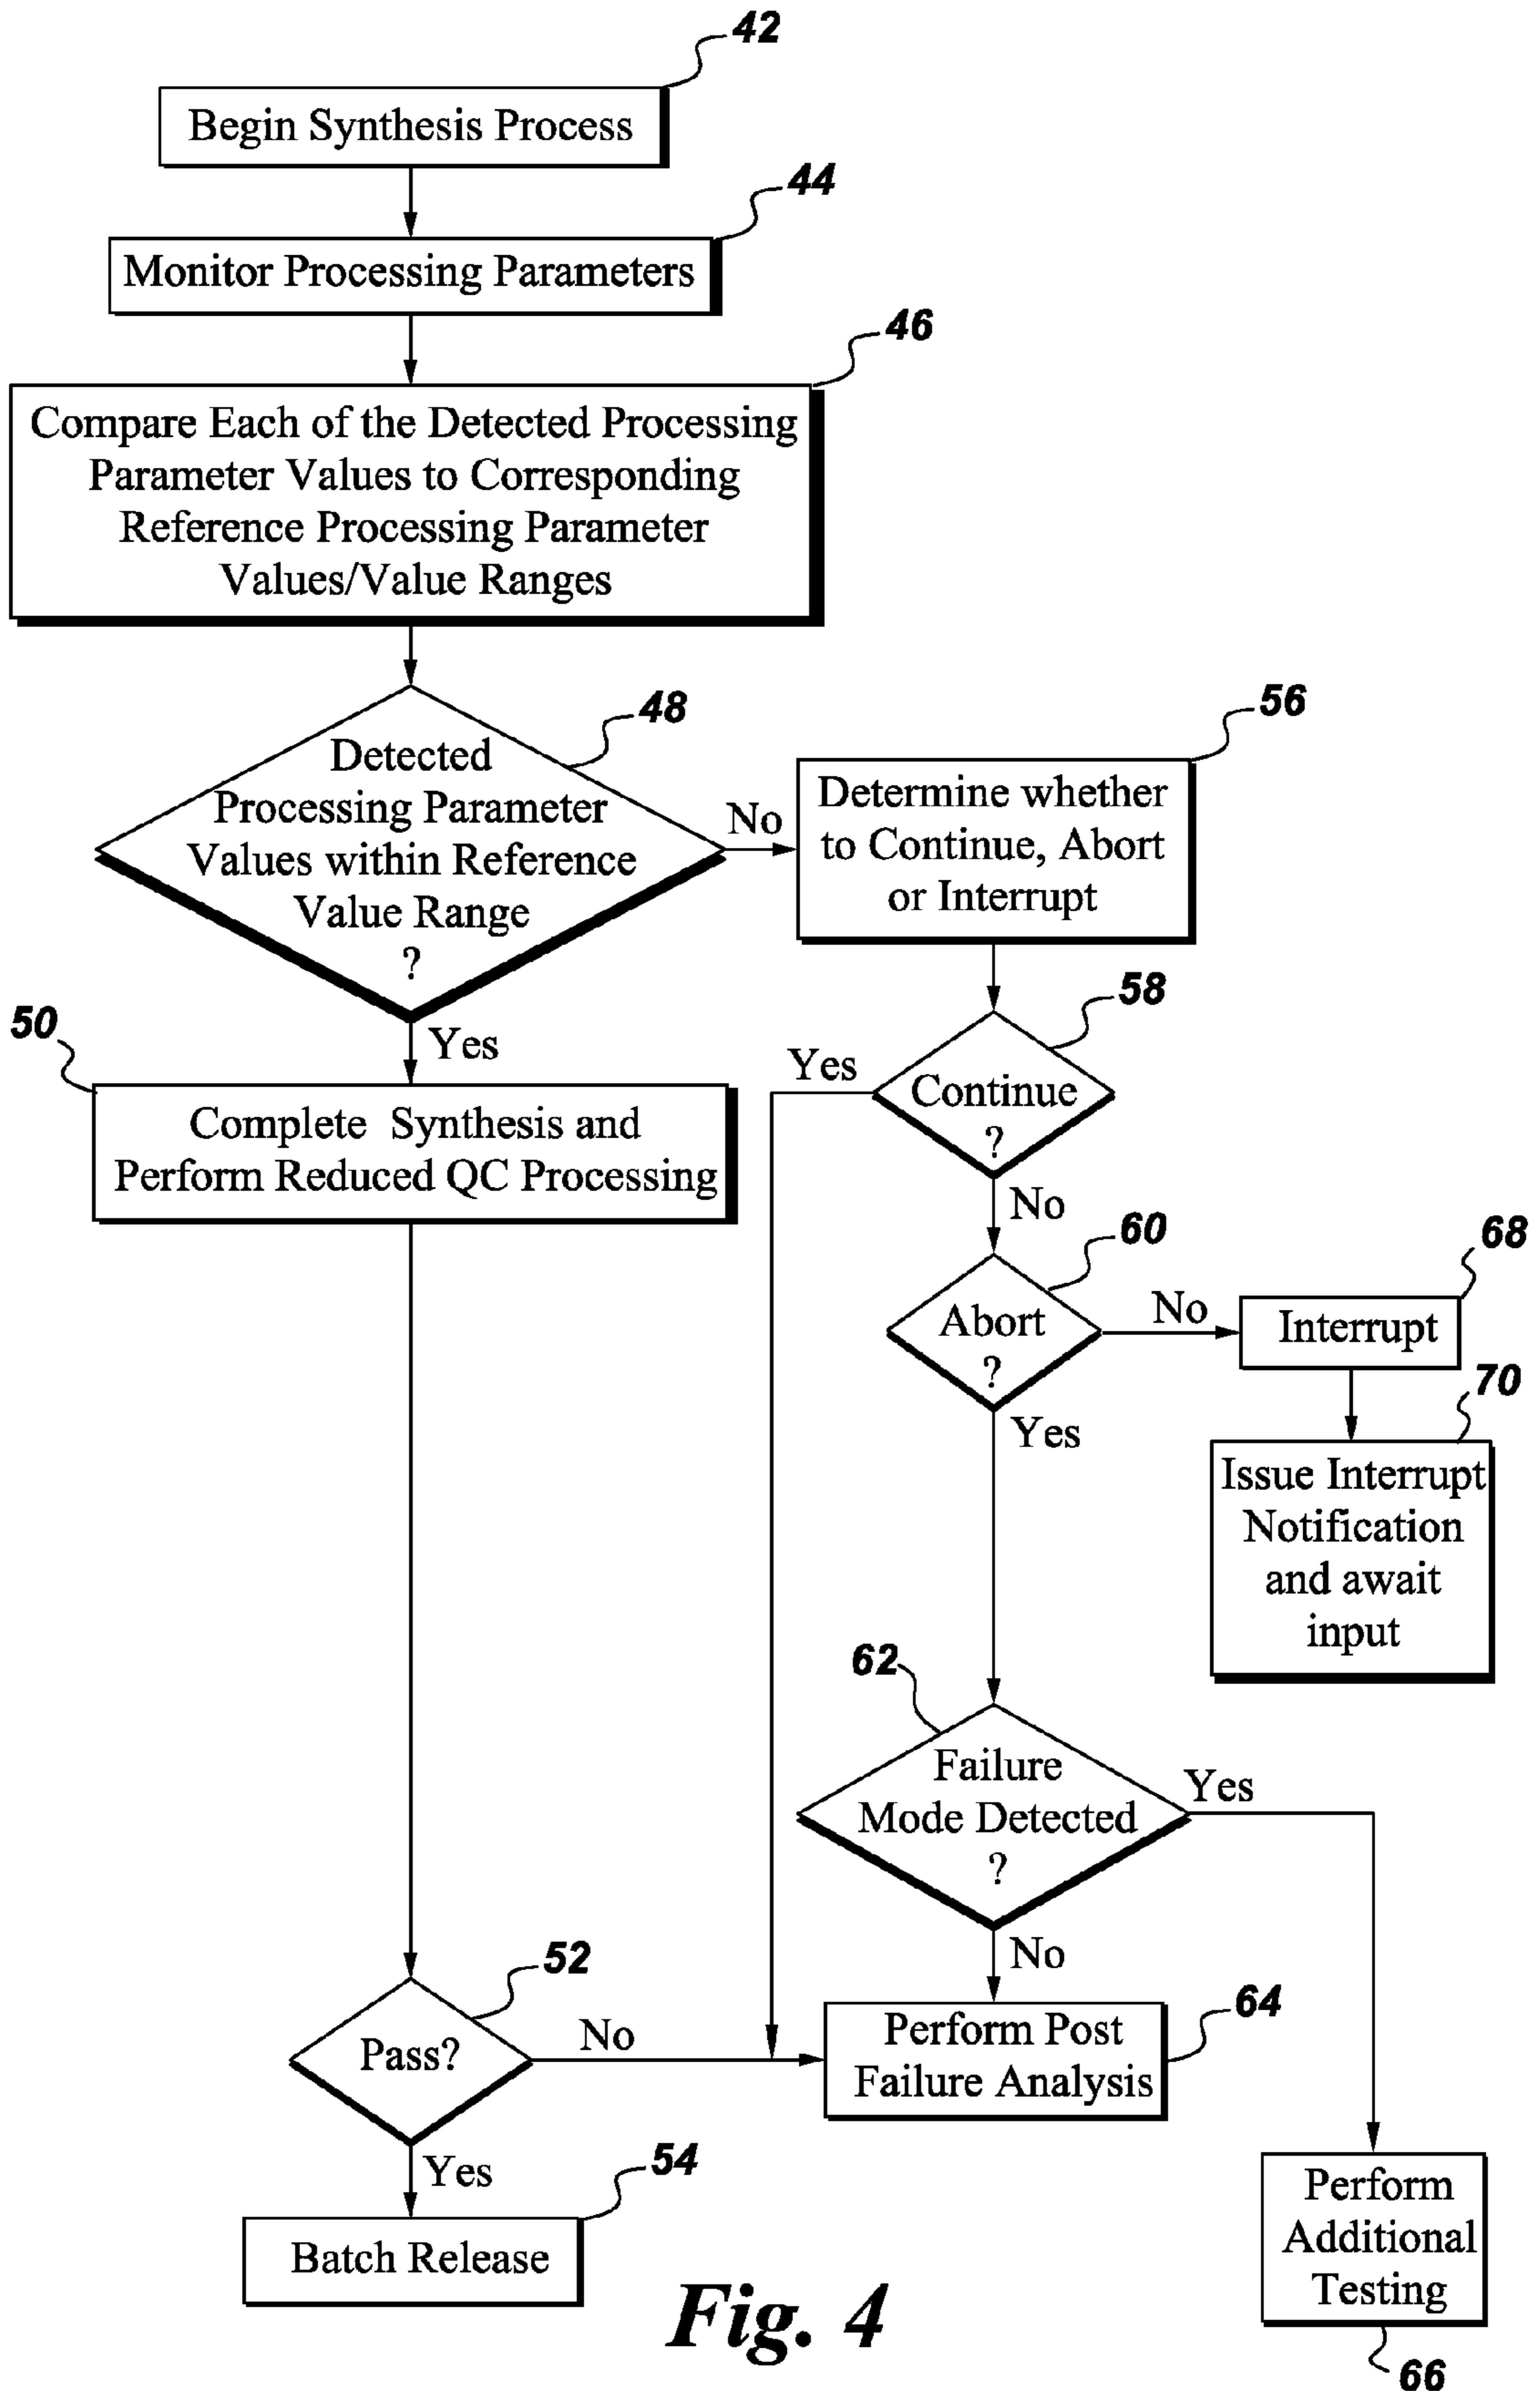 42
Begin Synthesis Process
44
Monitor Processing Parameters
46
Compare Each of the Detected Processing
Parameter Values to Corresponding
Reference Processing Parameter
Values/Value Ranges
48
Detected
Processing Parameter
Values within Reference
Value Range
?
No
56
Determine whether
to Continue, Abort
or Interrupt
Yes
50
Complete Synthesis and
Perform Reduced QC Processing
58
Continue
?
Yes
No
60
Abort
?
No
68
Interrupt
70
Issue Interrupt
Notification
and await
input
Yes
62
Failure
Mode Detected
?
Yes
No
52
Pass?
No
64
Perform Post
Failure Analysis
Yes
54
Batch Release
Perform
Additional
Testing
66
Fig. 4